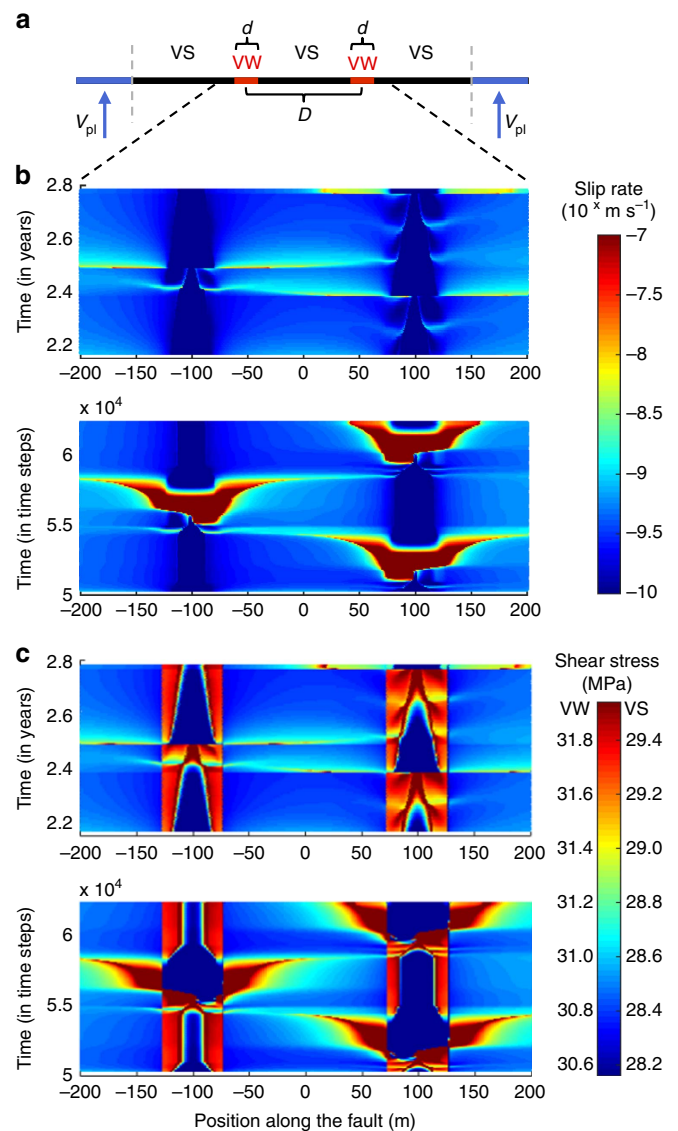 a
d d
VS VW VS VW VS
D
Vpl Vpl
b
2.8
2.6
2.4
2.2
Time (in years)
−200 −150 −100 −50 0 50 100 150 200
Slip rate
(10 x m s−1)
−7
−7.5
−8
−8.5
−9
−9.5
−10
x 10⁴
6
5.5
5
Time (in time steps)
−200 −150 −100 −50 0 50 100 150 200
c
2.8
2.6
2.4
2.2
Time (in years)
−200 −150 −100 −50 0 50 100 150 200
Shear stress
(MPa)
VW VS
31.8 29.4
31.6 29.2
31.4 29.0
31.2 28.8
31.0 28.6
30.8 28.4
30.6 28.2
x 10⁴
6
5.5
5
Time (in time steps)
−200 −150 −100 −50 0 50 100 150 200
Position along the fault (m)